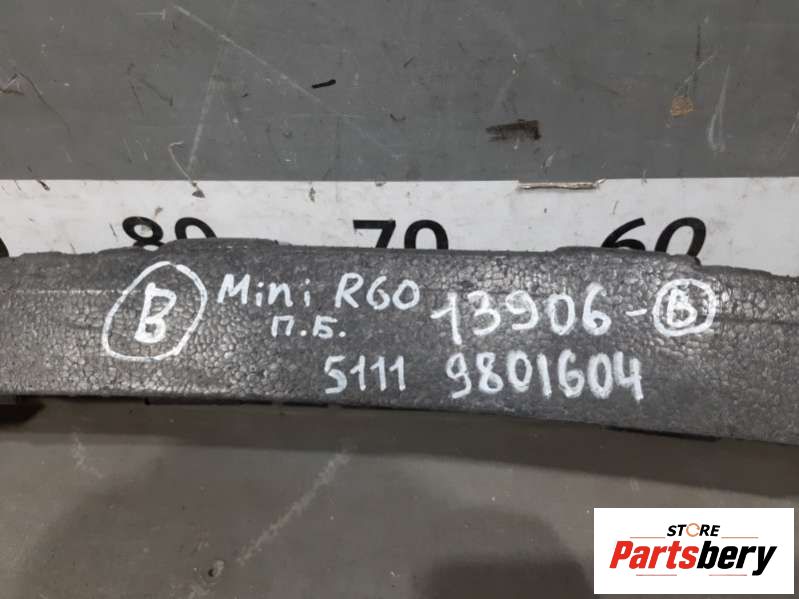 80 70 60
B Mini R60 13906-B
П.Б.
5111 9801604
STORE
Partsbery